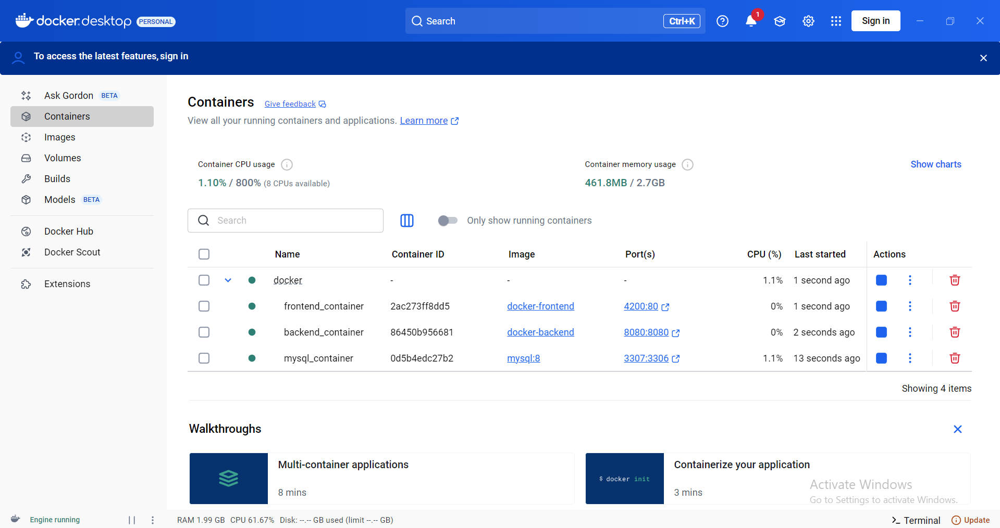 docker.desktop PERSONAL
Search Ctrl+K
1
Sign in
To access the latest features, sign in
Ask Gordon BETA
Containers
Images
Volumes
Builds
Models BETA
Docker Hub
Docker Scout
Extensions
Containers Give feedback
View all your running containers and applications. Learn more
Container CPU usage
1.10% / 800% (8 CPUs available)
Container memory usage
461.8MB / 2.7GB
Show charts
Search
Only show running containers
Name Container ID Image Port(s) CPU (%) Last started Actions
docker - - - 1.1% 1 second ago
frontend_container 2ac273ff8dd5 docker-frontend 4200:80 0% 1 second ago
backend_container 86450b956681 docker-backend 8080:8080 0% 2 seconds ago
mysql_container 0d5b4edc27b2 mysql:8 3307:3306 1.1% 13 seconds ago
Showing 4 items
Walkthroughs
Multi-container applications
8 mins
$ docker init
Containerize your application
3 mins
Activate Windows
Go to Settings to activate Windows.
Engine running
RAM 1.99 GB CPU 61.67% Disk: --.-- GB used (limit --.-- GB)
>_ Terminal
Update